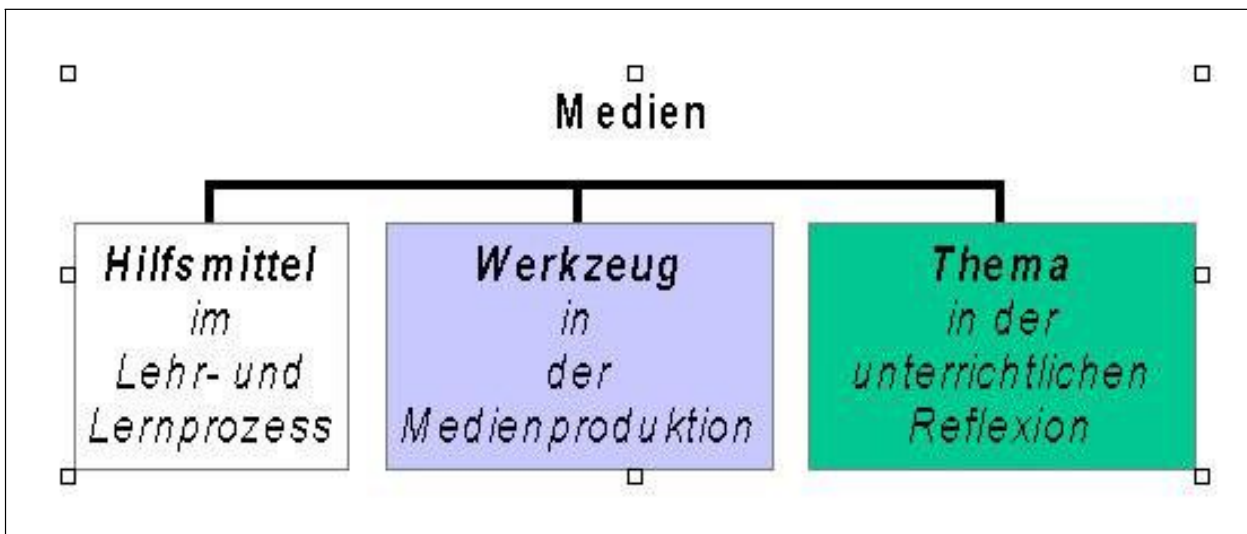 Medien
Hilfsmittel
im
Lehr- und
Lernprozess
Werkzeug
in
der
Medienproduktion
Thema
in der
unterrichtlichen
Reflexion